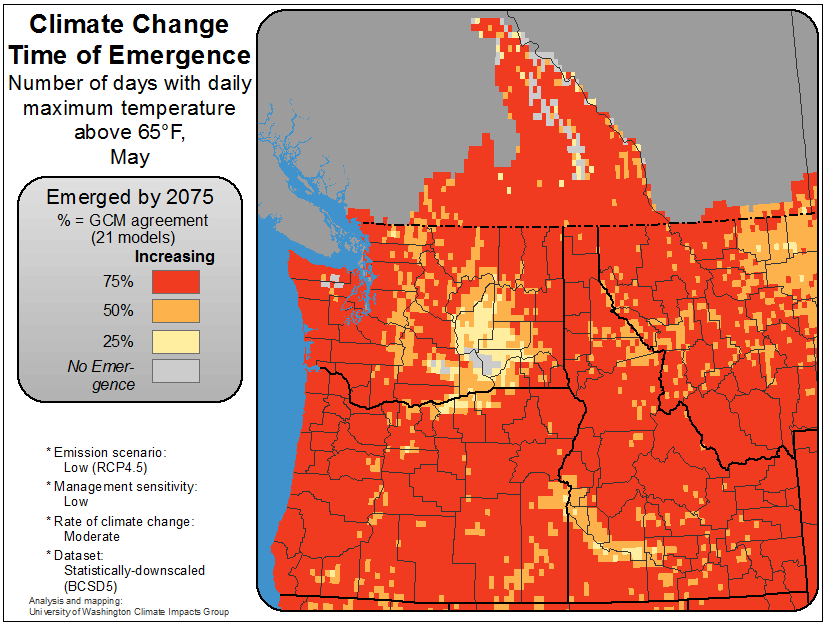 Climate Change
Time of Emergence
Number of days with daily
maximum temperature
above 65°F,
May
Emerged by 2075
% = GCM agreement
(21 models)
Increasing
75%
50%
25%
No Emer-
gence
* Emission scenario:
Low (RCP4.5)
* Management sensitivity:
Low
* Rate of climate change:
Moderate
* Dataset:
Statistically-downscaled
(BCSD5)
Analysis and mapping:
University of Washington Climate Impacts Group